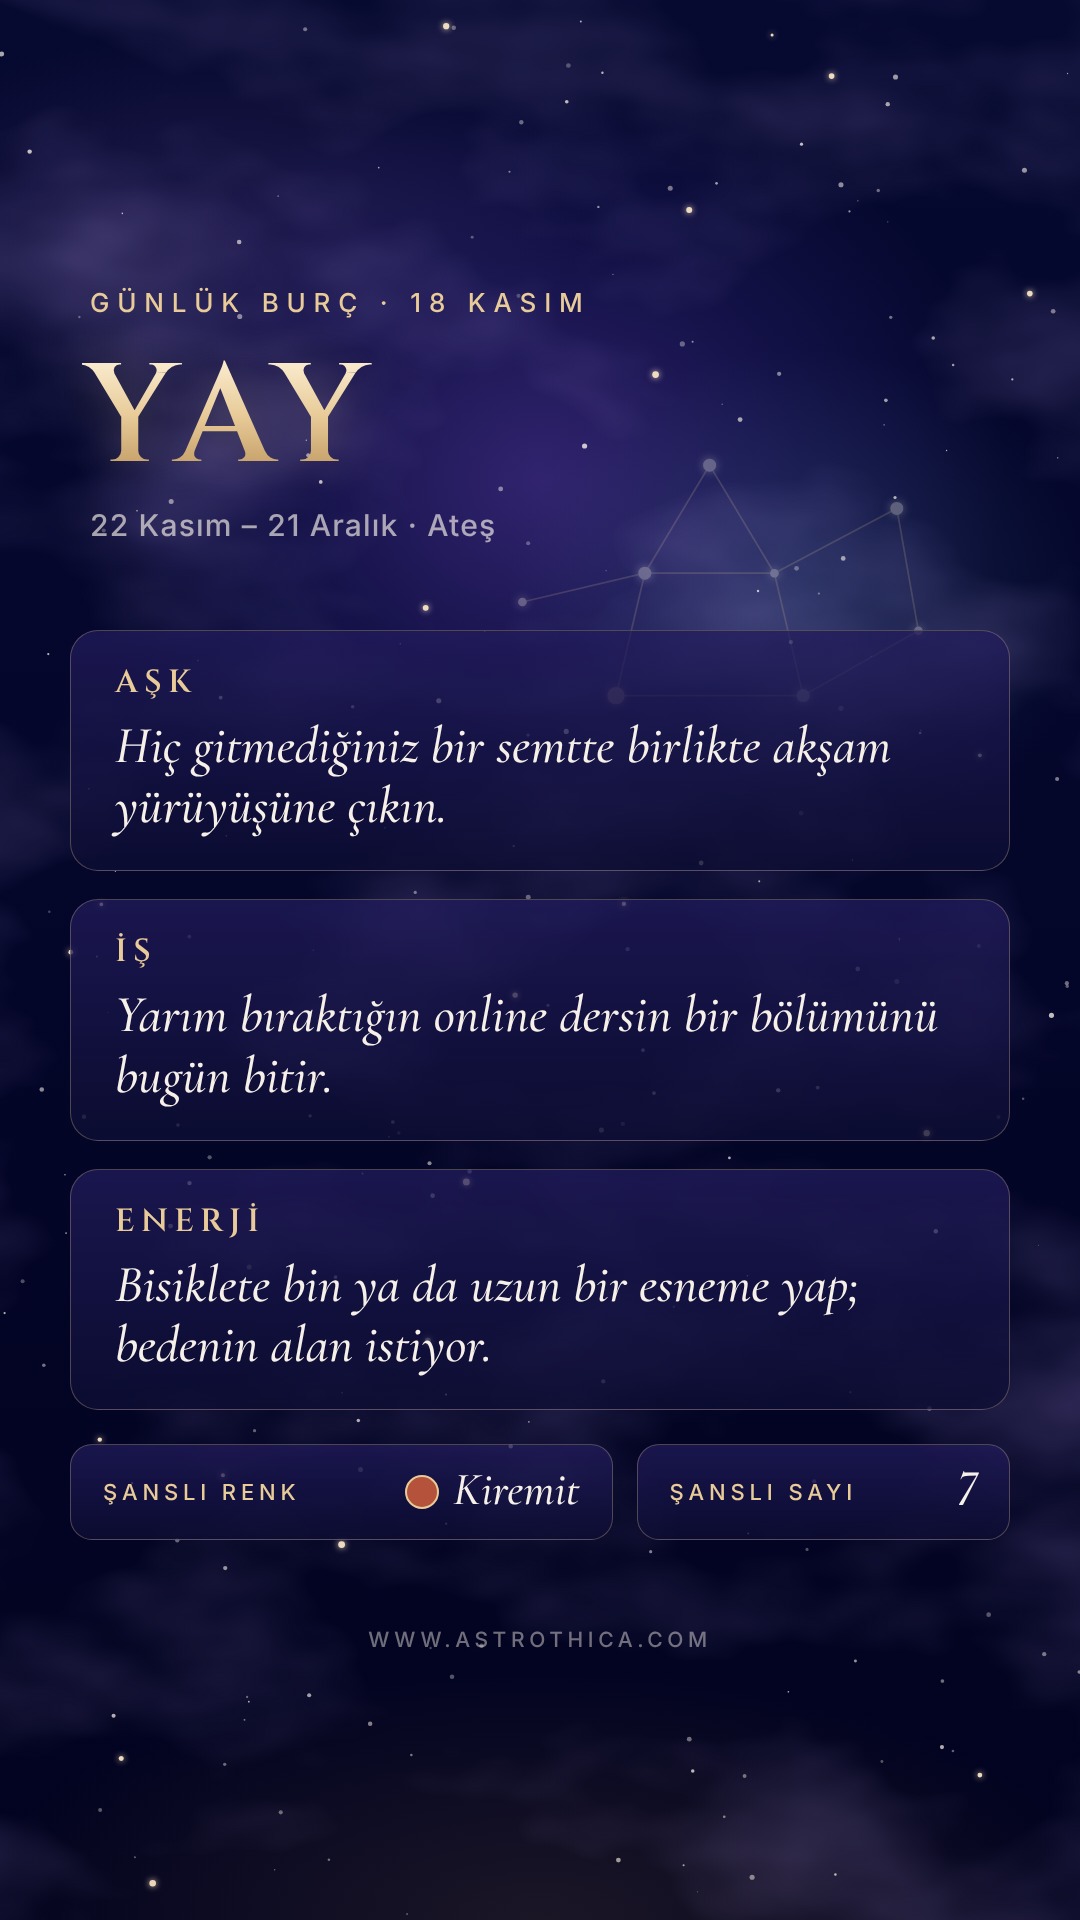 GÜNLÜK BURÇ · 18 KASIM
YAY
22 Kasım – 21 Aralık · Ateş
AŞK
Hiç gitmediğiniz bir semtte birlikte akşam
yürüyüşüne çıkın.
İŞ
Yarım bıraktığın online dersin bir bölümünü
bugün bitir.
ENERJİ
Bisiklete bin ya da uzun bir esneme yap;
bedenin alan istiyor.
ŞANSLI RENK Kiremit
ŞANSLI SAYI 7
WWW.ASTROTHICA.COM